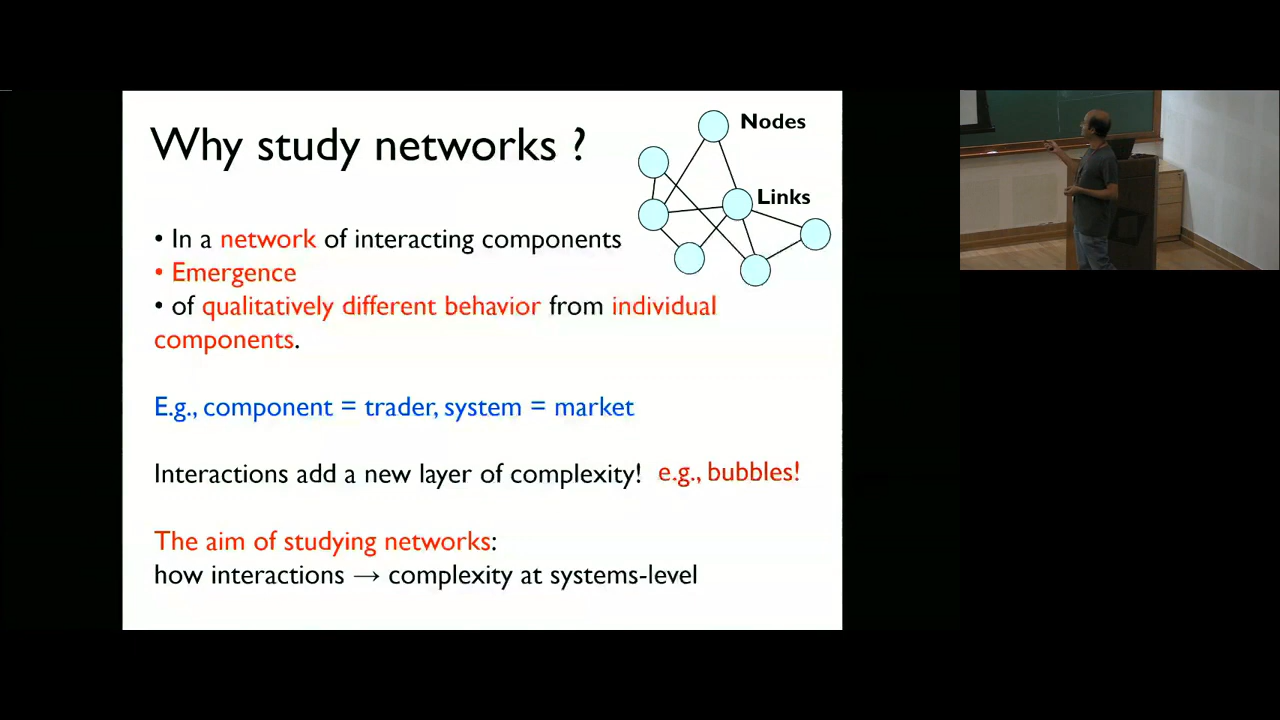 Why study networks ?
Nodes
Links
• In a network of interacting components
• Emergence
• of qualitatively different behavior from individual
components.
E.g., component = trader, system = market
Interactions add a new layer of complexity! e.g., bubbles!
The aim of studying networks:
how interactions → complexity at systems-level